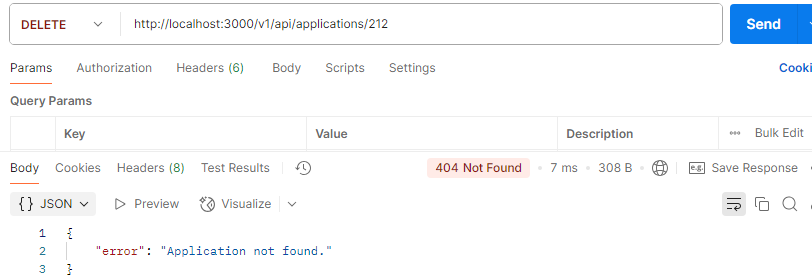 DELETE http://localhost:3000/v1/api/applications/212 Send
Params Authorization Headers (6) Body Scripts Settings Cooki
Query Params
Key Value Description ••• Bulk Edit
Body Cookies Headers (8) Test Results 404 Not Found • 7 ms • 308 B • e.g. Save Response
{} JSON Preview Visualize
1 {
2 "error": "Application not found."
3 }